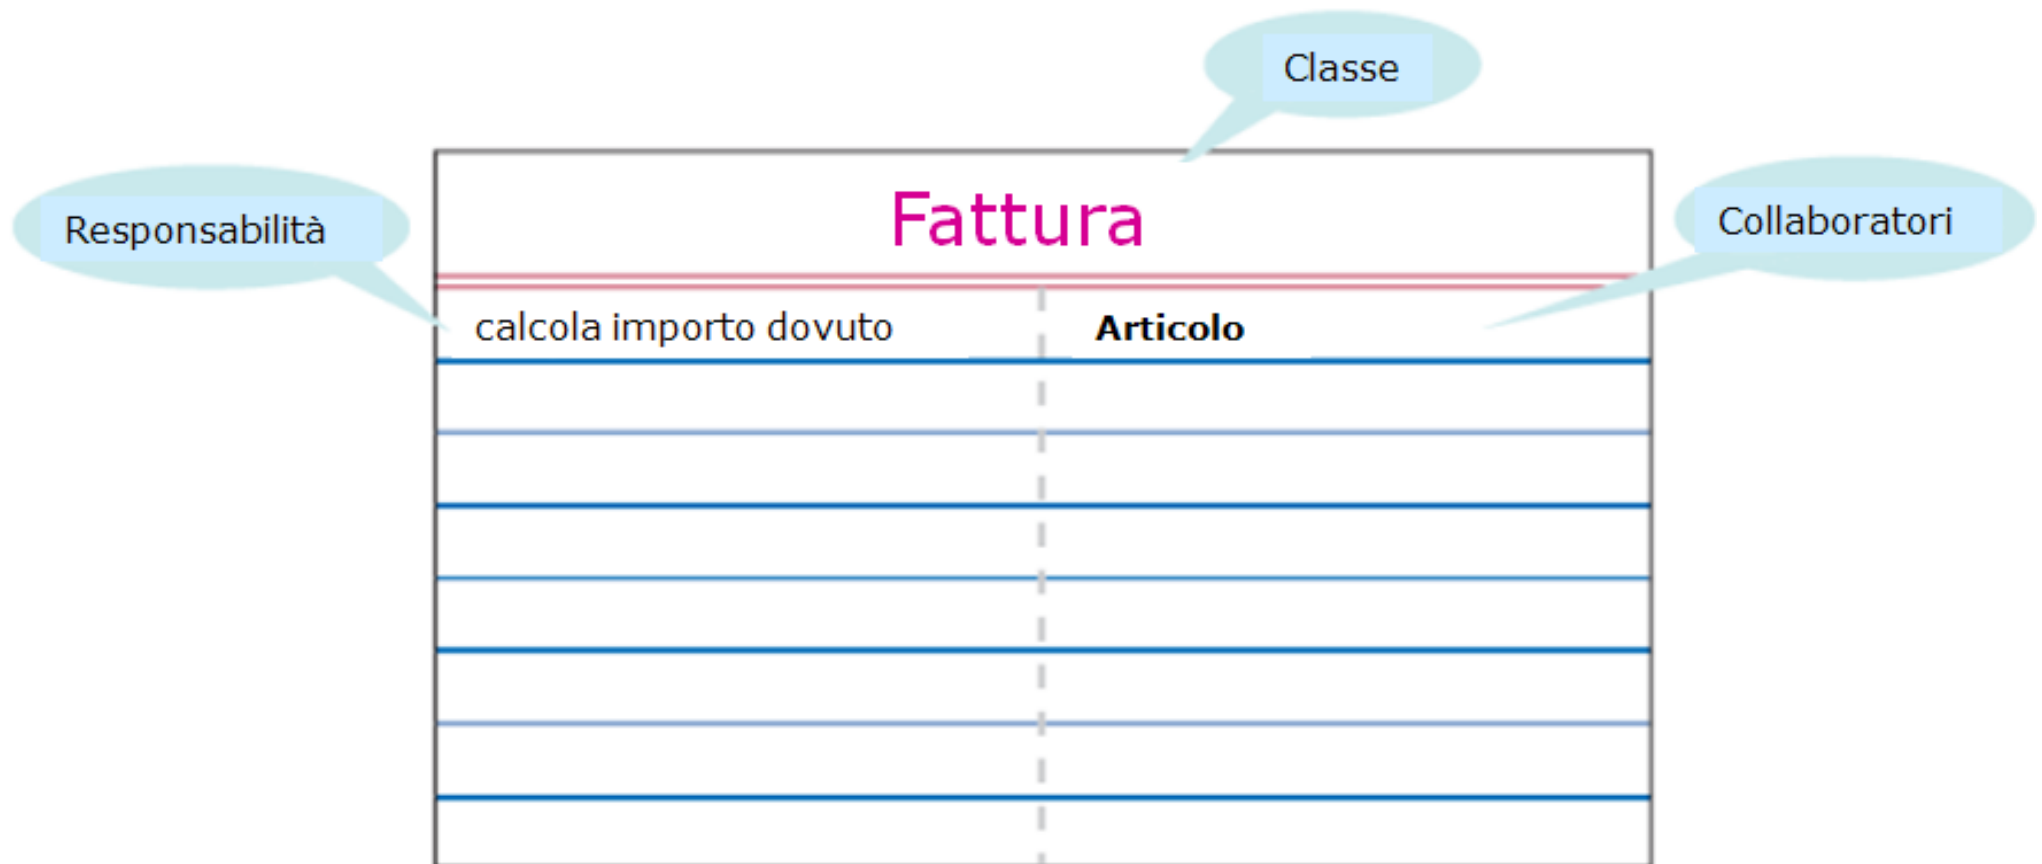 Classe
Fattura
Responsabilità
Collaboratori
calcola importo dovuto
Articolo